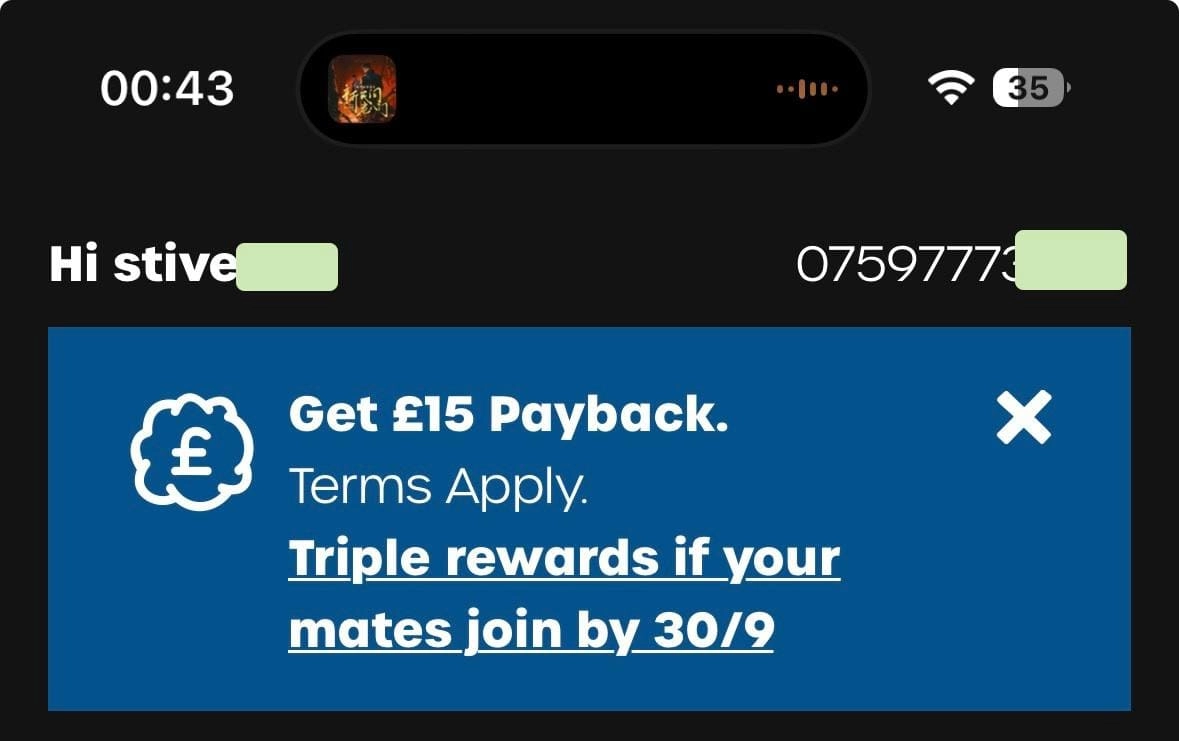 00:43
35
Hi stive
07597773
£
Get £15 Payback.
Terms Apply.
Triple rewards if your
mates join by 30/9